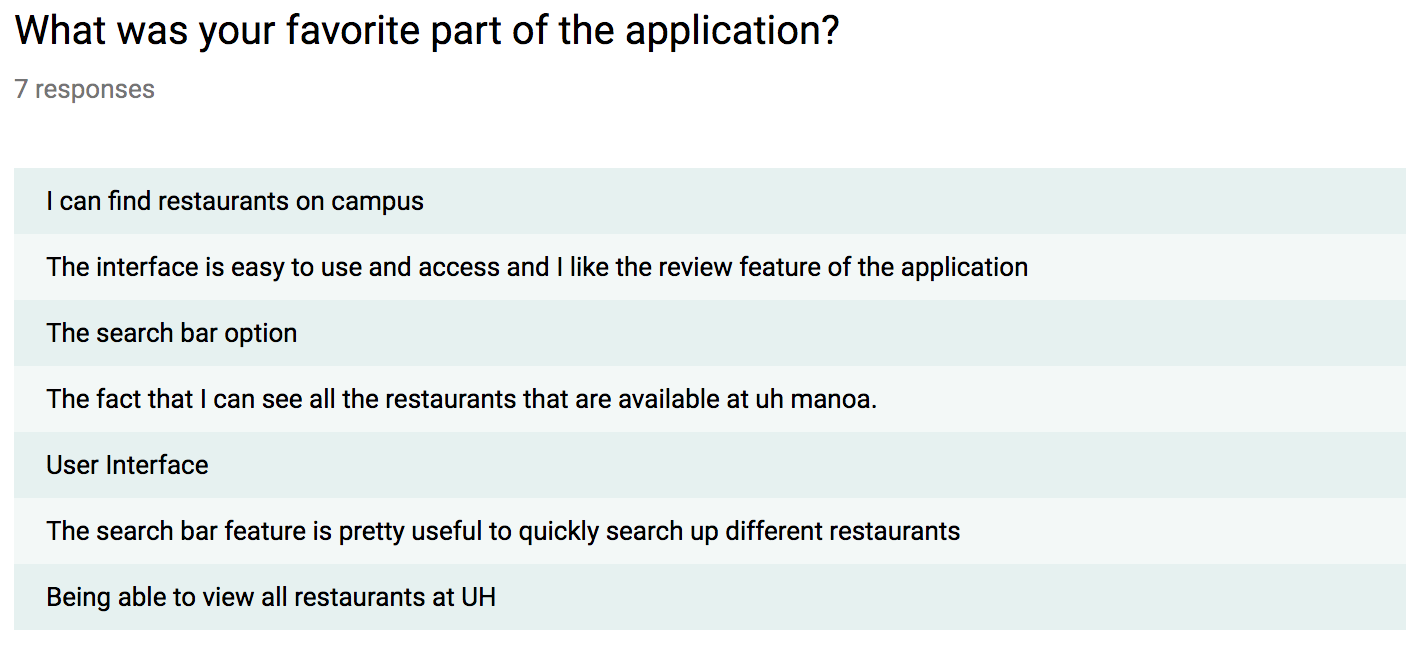 What was your favorite part of the application?
7 responses
I can find restaurants on campus
The interface is easy to use and access and I like the review feature of the application
The search bar option
The fact that I can see all the restaurants that are available at uh manoa.
User Interface
The search bar feature is pretty useful to quickly search up different restaurants
Being able to view all restaurants at UH